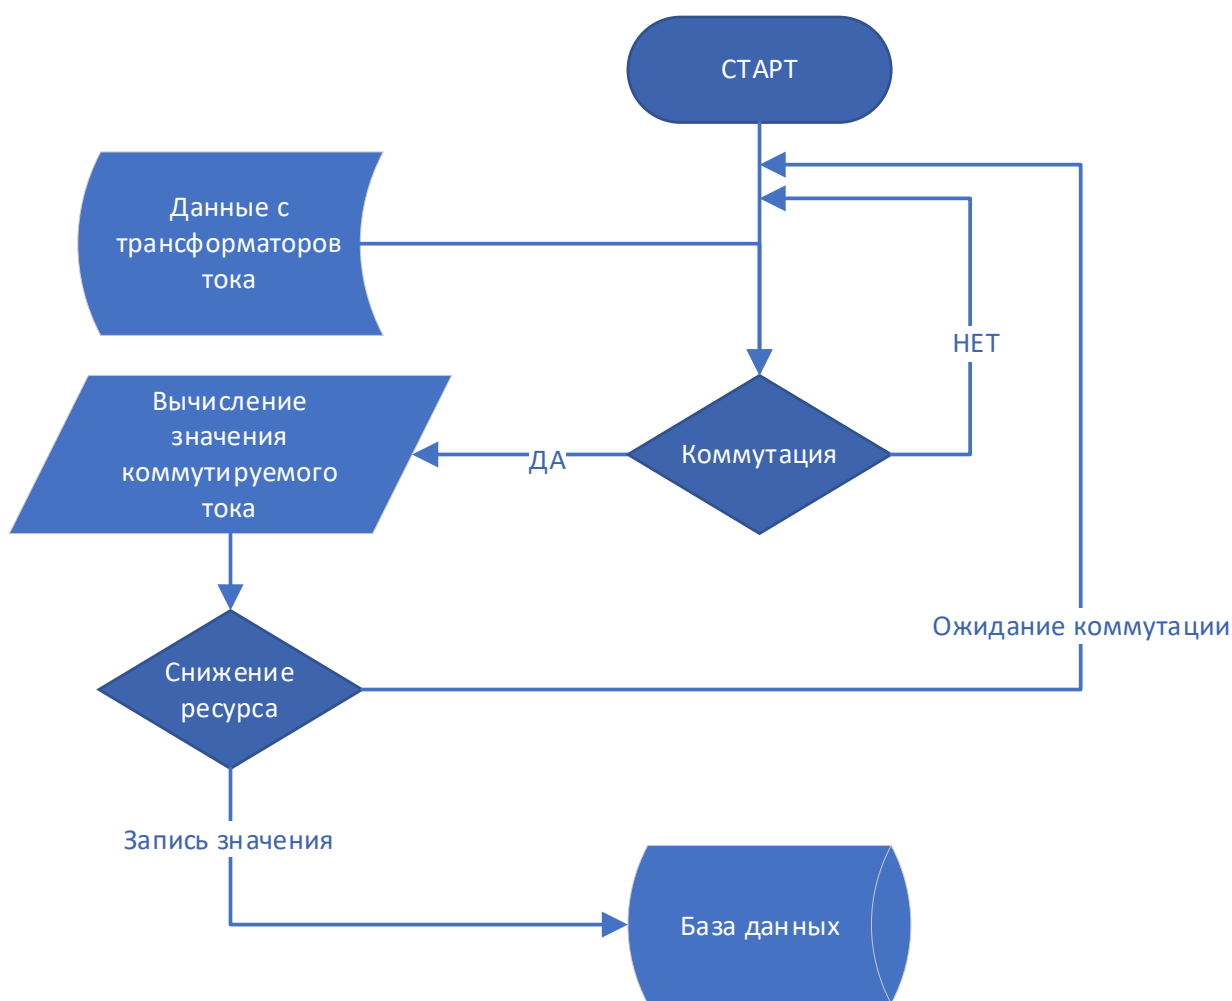 СТАРТ
Данные с
трансформаторов
тока
НЕТ
Вычисление
значения
коммутируемого
тока
ДА
Коммутация
Ожидание коммутации
Снижение
ресурса
Запись значения
База данных